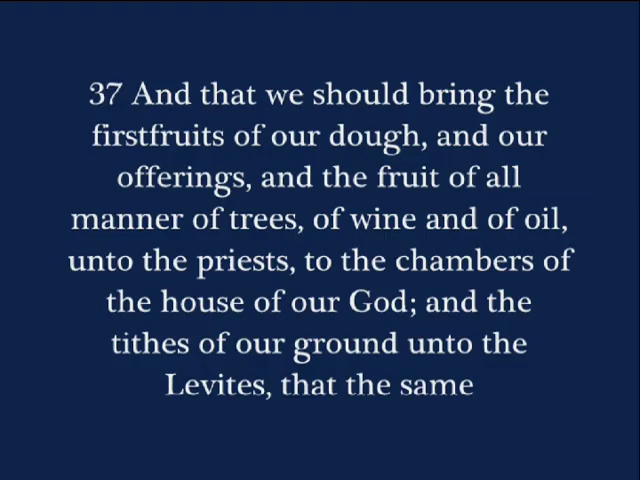 37 And that we should bring the
firstfruits of our dough, and our
offerings, and the fruit of all
manner of trees, of wine and of oil,
unto the priests, to the chambers of
the house of our God; and the
tithes of our ground unto the
Levites, that the same